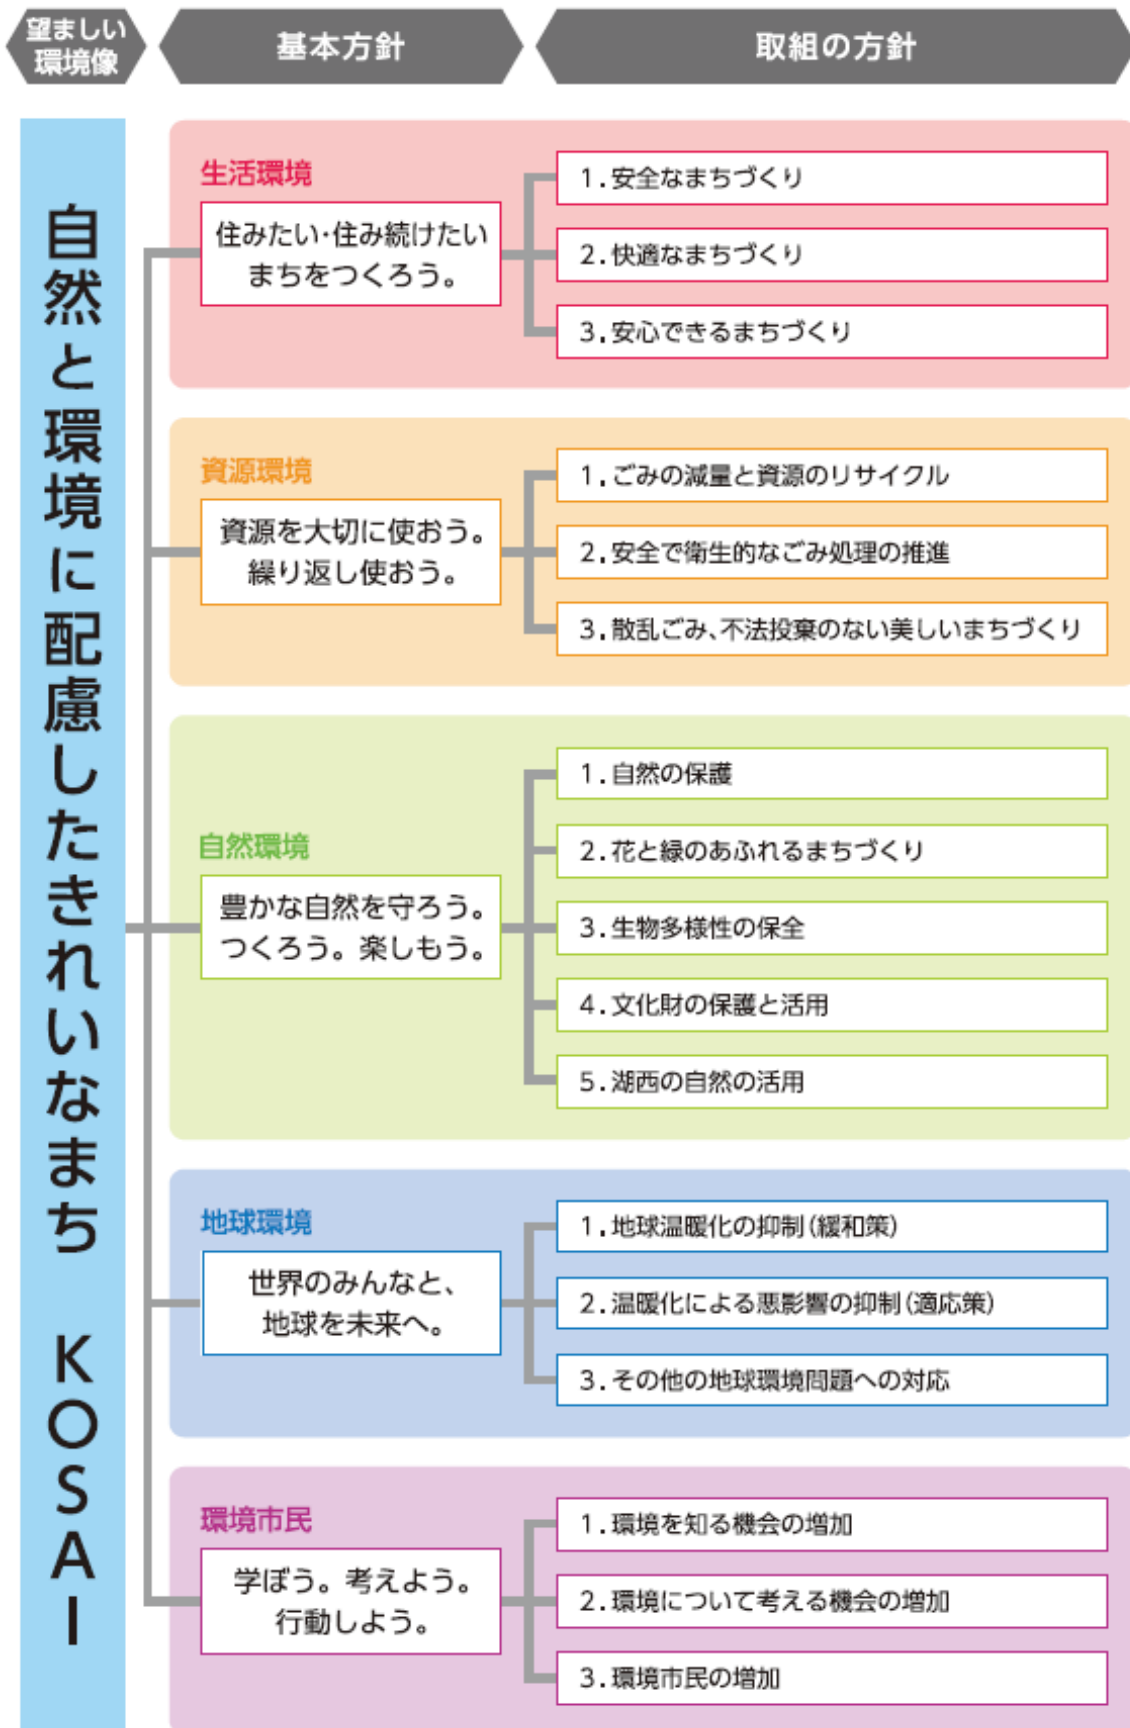 望ましい
環境像
基本方針
取組の方針
自然と環境に配慮したきれいなまち KOSAI
生活環境
住みたい・住み続けたい
まちをつくろう。
1.安全なまちづくり
2.快適なまちづくり
3.安心できるまちづくり
資源環境
資源を大切に使おう。
繰り返し使おう。
1.ごみの減量と資源のリサイクル
2.安全で衛生的なごみ処理の推進
3.散乱ごみ、不法投棄のない美しいまちづくり
自然環境
豊かな自然を守ろう。
つくろう。楽しもう。
1.自然の保護
2.花と緑のあふれるまちづくり
3.生物多様性の保全
4.文化財の保護と活用
5.湖西の自然の活用
地球環境
世界のみんなと、
地球を未来へ。
1.地球温暖化の抑制(緩和策)
2.温暖化による悪影響の抑制(適応策)
3.その他の地球環境問題への対応
環境市民
学ぼう。考えよう。
行動しよう。
1.環境を知る機会の増加
2.環境について考える機会の増加
3.環境市民の増加